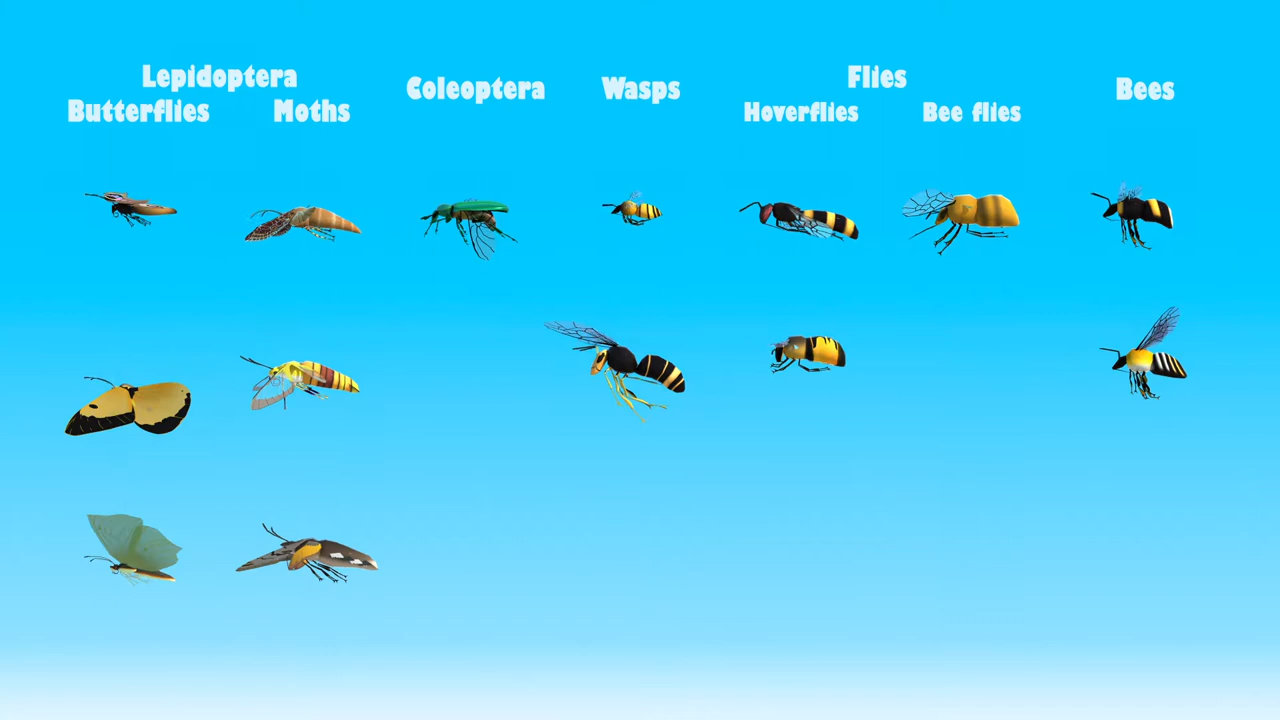 Lepidoptera
Butterflies
Moths
Coleoptera
Wasps
Flies
Hoverflies
Bee flies
Bees